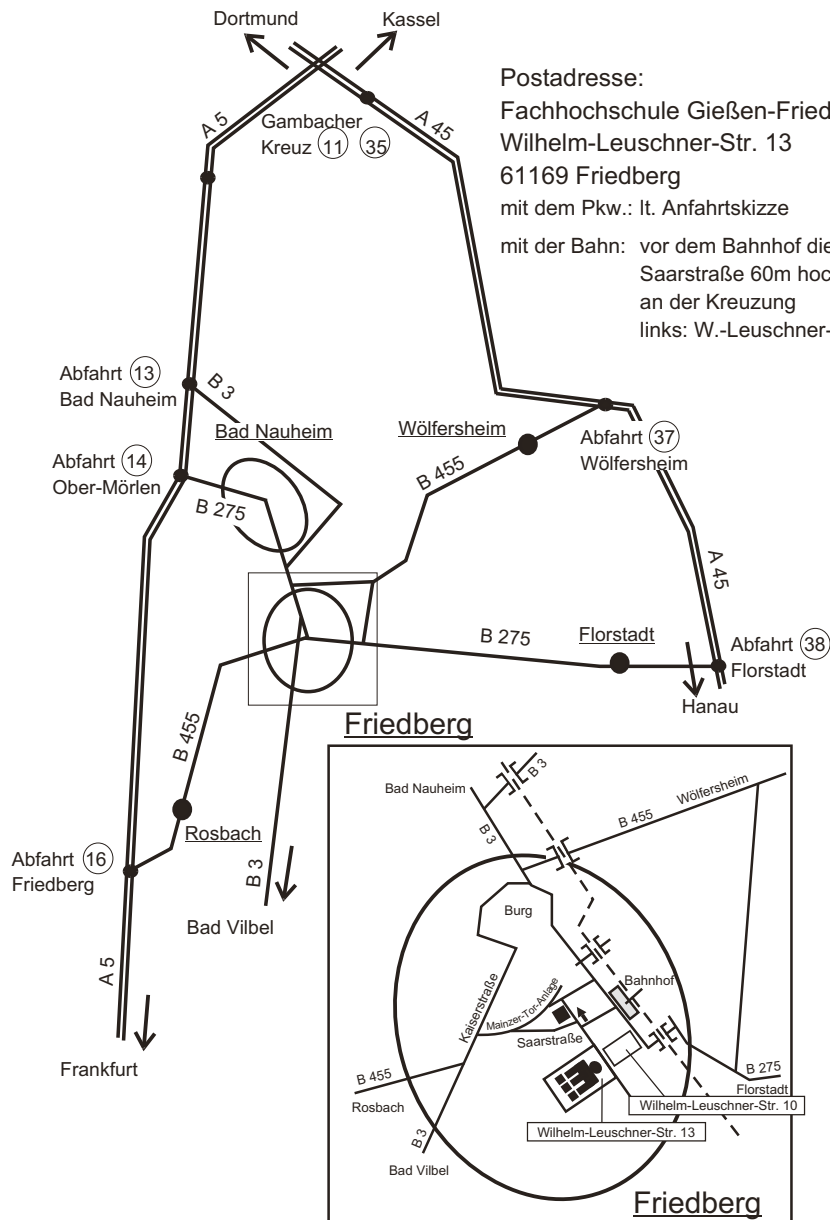 Dortmund
Kassel
A 5
Gambacher
Kreuz 11 35
A 45
Postadresse:
Fachhochschule Gießen-Fried
Wilhelm-Leuschner-Str. 13
61169 Friedberg
mit dem Pkw.: lt. Anfahrtskizze
mit der Bahn: vor dem Bahnhof die
Saarstraße 60m hoc
an der Kreuzung
links: W.-Leuschner-
Abfahrt 13
Bad Nauheim
B 3
Bad Nauheim
Wölfersheim
Abfahrt 37
Wölfersheim
Abfahrt 14
Ober-Mörlen
B 275
B 455
A 45
B 275
Florstadt
Abfahrt 38
Florstadt
Hanau
Friedberg
B 455
Rosbach
Abfahrt 16
Friedberg
B 3
Bad Vilbel
A 5
Frankfurt
Bad Nauheim
B 3
B 3
B 455
Wölfersheim
Burg
Kaiserstraße
Mainzer-Tor-Anlage
Bahnhof
Saarstraße
B 455
Rosbach
B 275
Florstadt
Wilhelm-Leuschner-Str. 10
Wilhelm-Leuschner-Str. 13
B 3
Bad Vilbel
Friedberg